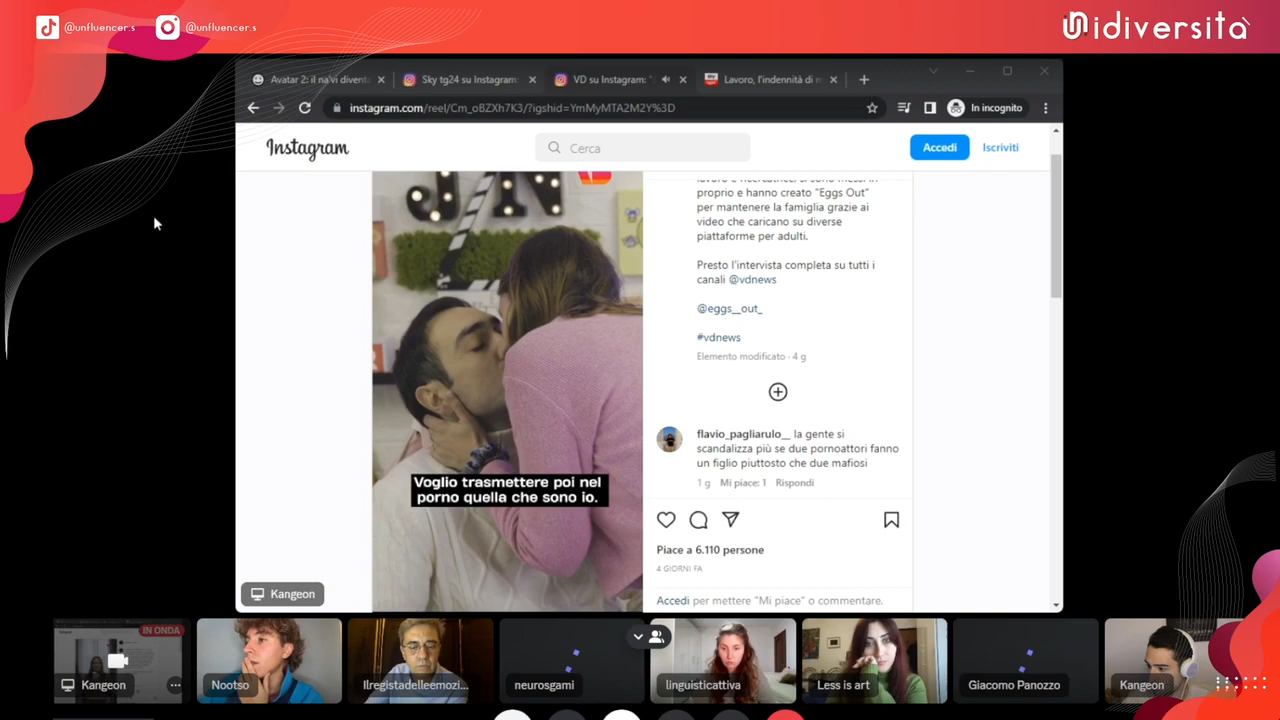 @unfluencer.s
@unfluencer.s
Unidiversità
Avatar 2: il na'vi diventa
Sky tg24 su Instagram:
VD su Instagram: "
Lavoro, l'indennità di m
instagram.com/reel/Cm_oBZXh7K3/?igshid=YmMyMTA2M2Y%3D
In incognito
Instagram
Cerca
Accedi
Iscriviti
proprio e hanno creato "Eggs Out"
per mantenere la famiglia grazie ai
video che caricano su diverse
piattaforme per adulti.
Presto l'intervista completa su tutti i
canali @vdnews
@eggs__out_
#vdnews
Elemento modificato · 4 g
flavio_pagliarulo__ la gente si
scandalizza più se due pornoattori fanno
un figlio piuttosto che due mafiosi
1 g Mi piace: 1 Rispondi
Piace a 6.110 persone
4 GIORNI FA
Accedi per mettere "Mi piace" o commentare.
Voglio trasmettere poi nel
porno quella che sono io.
Kangeon
IN ONDA
Kangeon
Nootso
Ilregistadelleemozi...
neurosgami
linguisticattiva
Less is art
Giacomo Panozzo
Kangeon